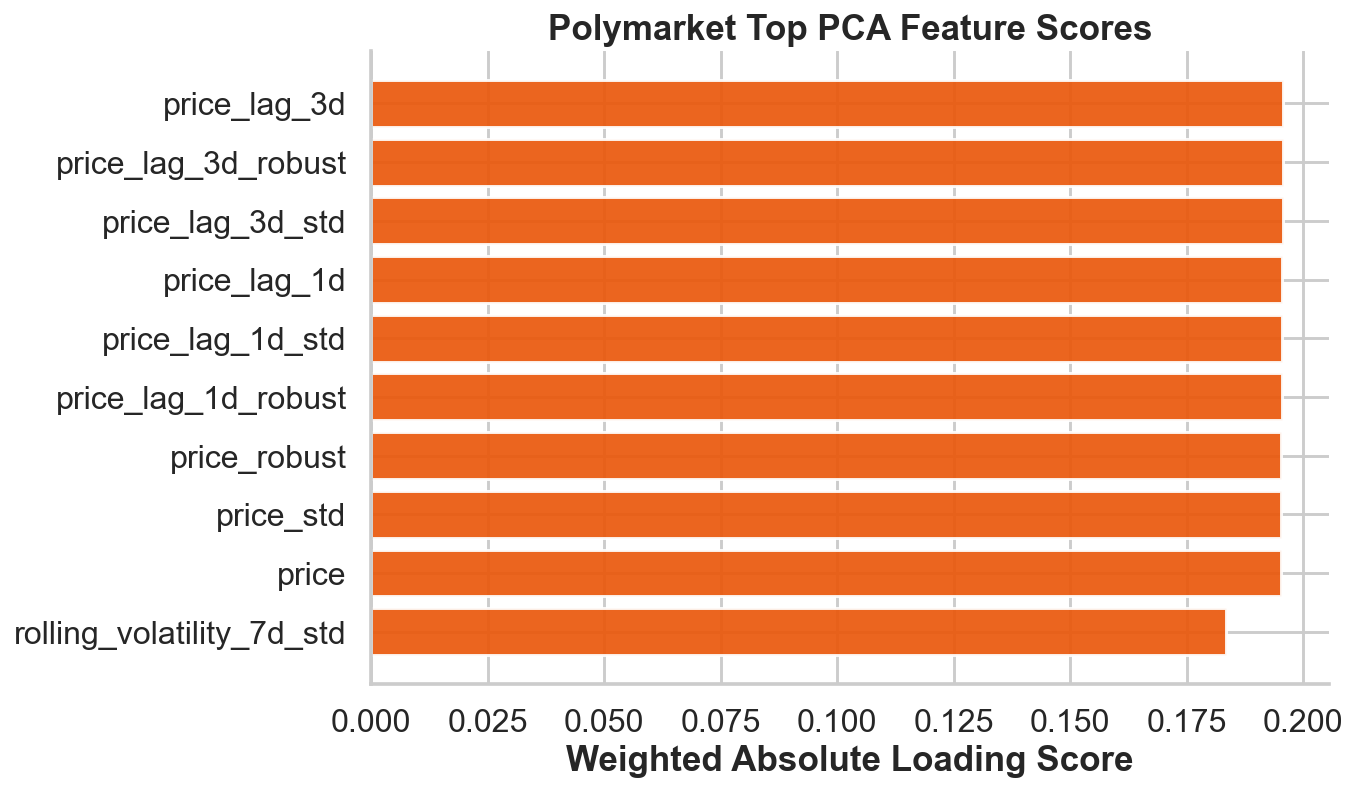 Polymarket Top PCA Feature Scores
price_lag_3d
price_lag_3d_robust
price_lag_3d_std
price_lag_1d
price_lag_1d_std
price_lag_1d_robust
price_robust
price_std
price
rolling_volatility_7d_std
0.000 0.025 0.050 0.075 0.100 0.125 0.150 0.175 0.200
Weighted Absolute Loading Score